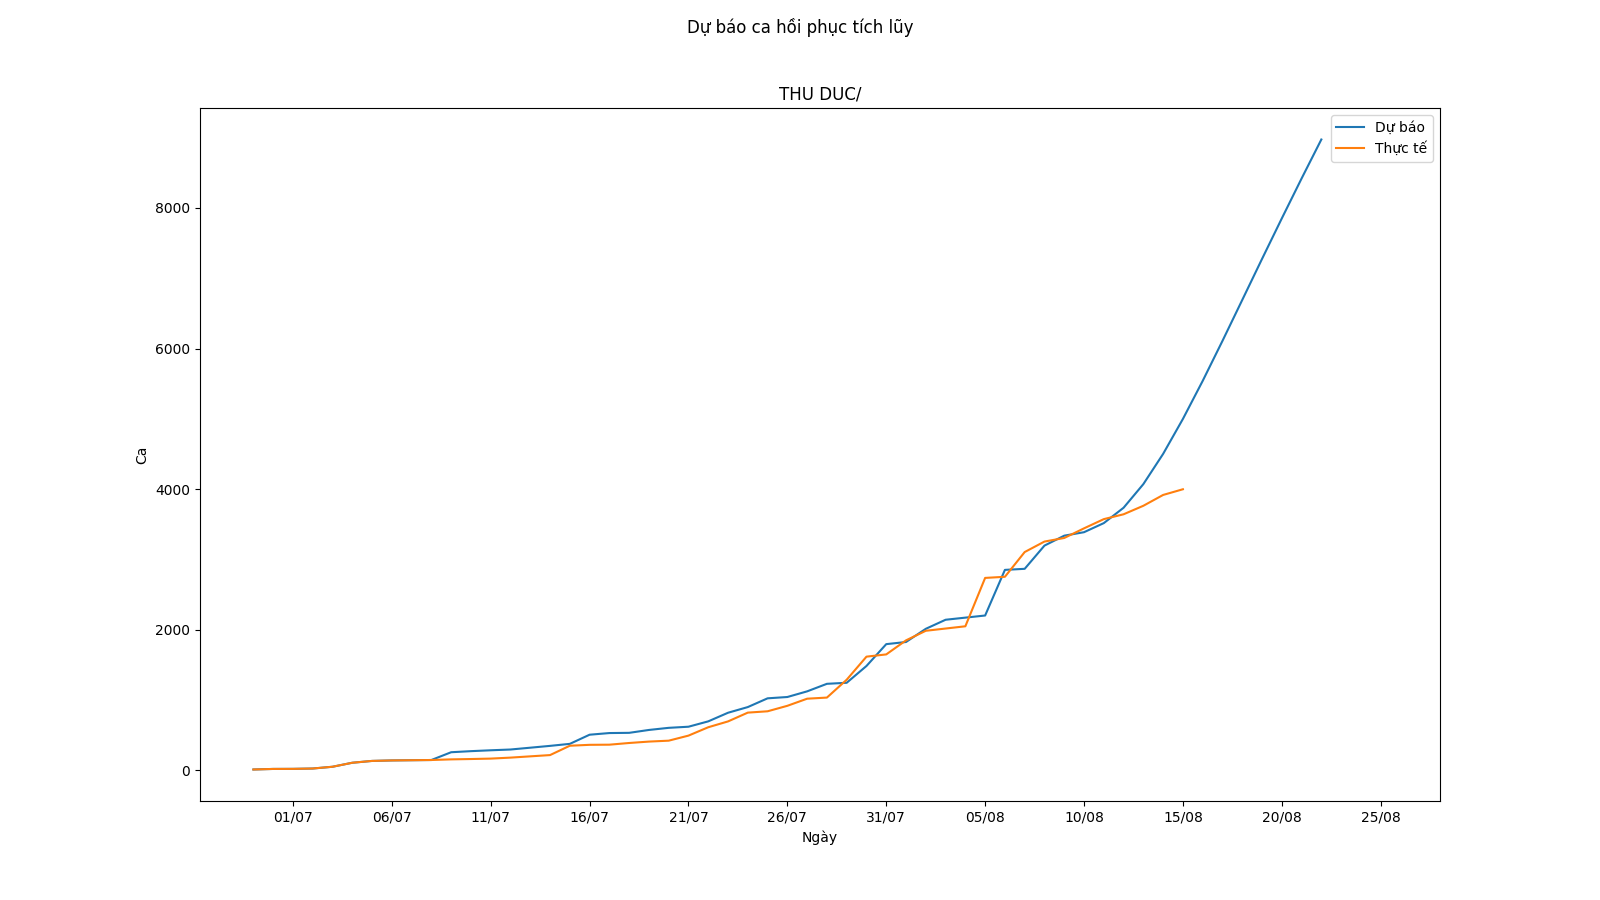 Dự báo ca hồi phục tích lũy
THU DUC/
Dự báo
Thực tế
8000
6000
4000
2000
0
Ca
01/07 06/07 11/07 16/07 21/07 26/07 31/07 05/08 10/08 15/08 20/08 25/08
Ngày